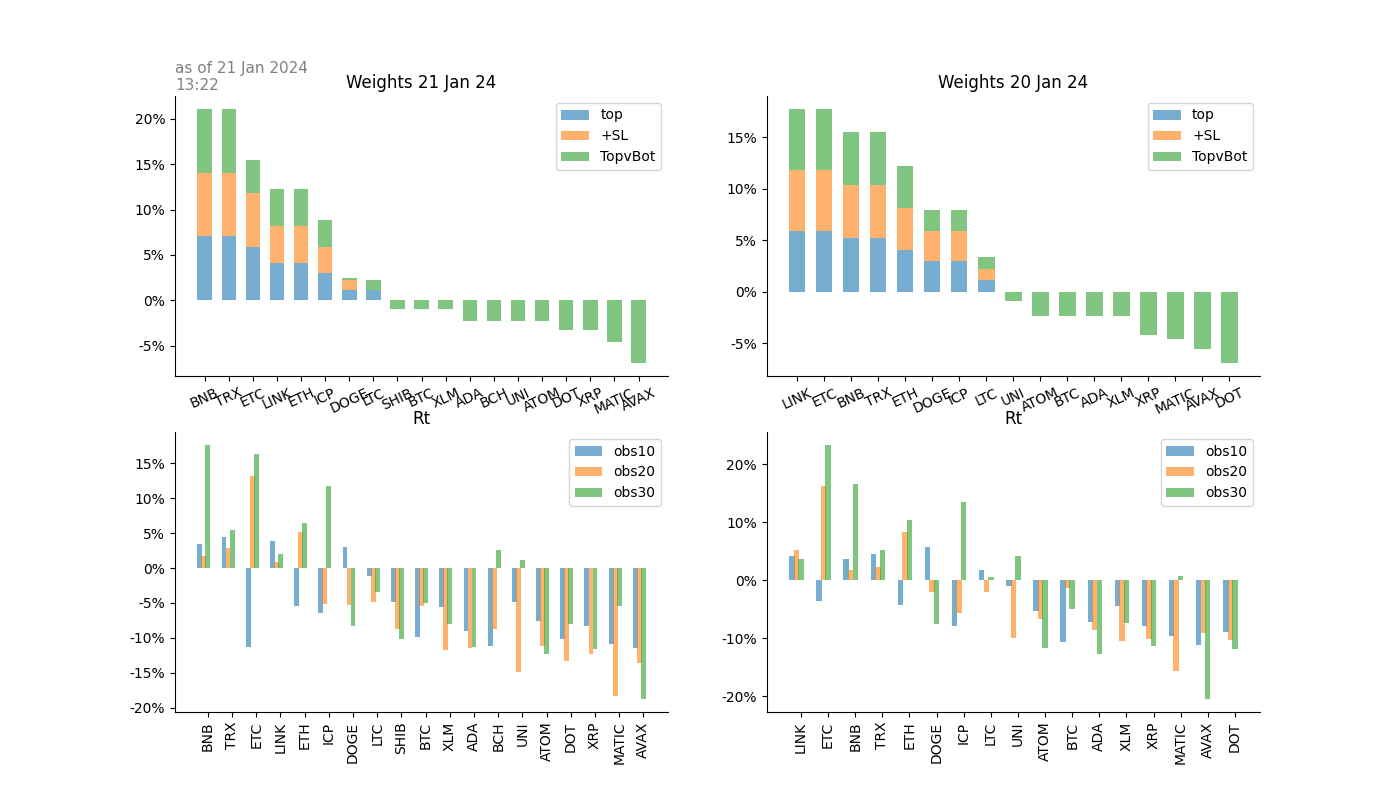 as of 21 Jan 2024
13:22
Weights 21 Jan 24
20%
15%
10%
5%
0%
-5%
top
+SL
TopvBot
BNB TRX ETC LINK ETH ICP DOGE LTC SHIB BTC XLM ADA BCH UNI ATOM DOT XRP MATIC AVAX
Weights 20 Jan 24
15%
10%
5%
0%
-5%
top
+SL
TopvBot
LINK ETC BNB TRX ETH DOGE ICP LTC UNI ATOM BTC ADA XLM XRP MATIC AVAX DOT
Rt
15%
10%
5%
0%
-5%
-10%
-15%
-20%
obs10
obs20
obs30
BNB TRX ETC LINK ETH ICP DOGE LTC SHIB BTC XLM ADA BCH UNI ATOM DOT XRP MATIC AVAX
Rt
20%
10%
0%
-10%
-20%
obs10
obs20
obs30
LINK ETC BNB TRX ETH DOGE ICP LTC UNI ATOM BTC ADA XLM XRP MATIC AVAX DOT